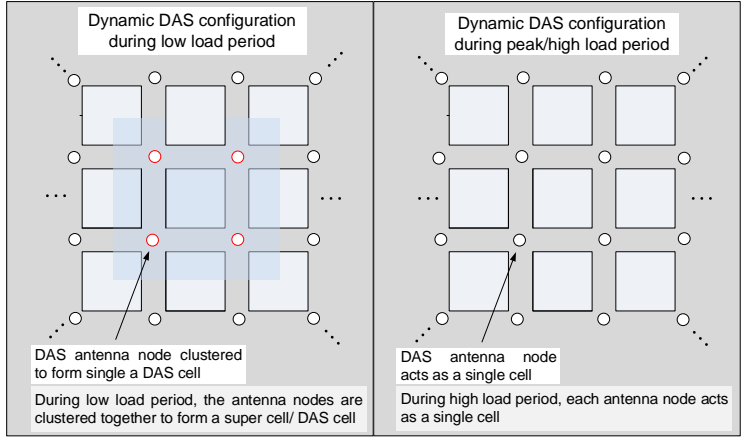 Dynamic DAS configuration
during low load period
DAS antenna node clustered
to form single a DAS cell
During low load period, the antenna nodes are
clustered together to form a super cell/ DAS cell
Dynamic DAS configuration
during peak/high load period
DAS antenna node
acts as a single cell
During high load period, each antenna node acts
as a single cell